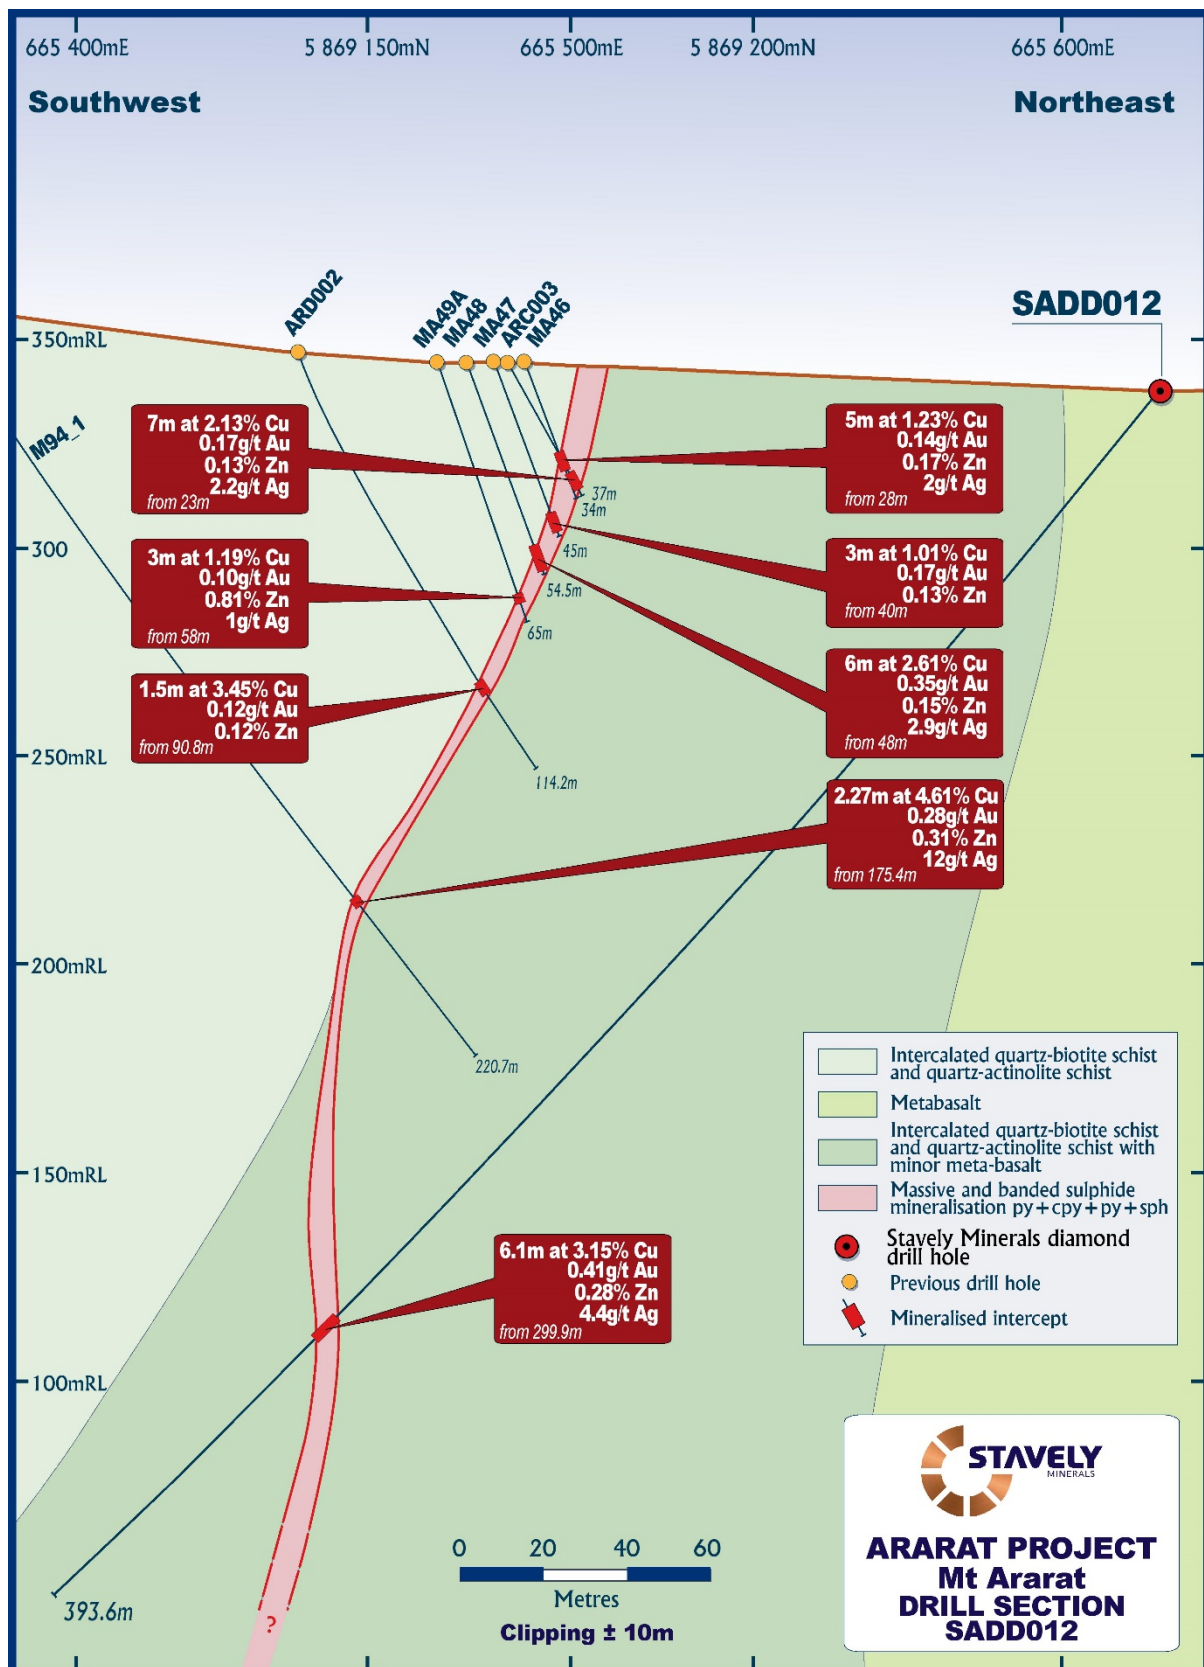 665 400mE
5 869 150mN
665 500mE
5 869 200mN
665 600mE
Southwest
Northeast
ARD002
MA49A
MA48
MA47
ARC003
MA46
SADD012
350mRL
M94_1
7m at 2.13% Cu
0.17g/t Au
0.13% Zn
2.2g/t Ag
from 23m
5m at 1.23% Cu
0.14g/t Au
0.17% Zn
2g/t Ag
from 28m
37m
34m
300
45m
3m at 1.19% Cu
0.10g/t Au
0.81% Zn
1g/t Ag
from 58m
3m at 1.01% Cu
0.17g/t Au
0.13% Zn
from 40m
54.5m
65m
6m at 2.61% Cu
0.35g/t Au
0.15% Zn
2.9g/t Ag
from 48m
1.5m at 3.45% Cu
0.12g/t Au
0.12% Zn
from 90.8m
250mRL
114.2m
2.27m at 4.61% Cu
0.28g/t Au
0.31% Zn
12g/t Ag
from 175.4m
200mRL
220.7m
Intercalated quartz-biotite schist
and quartz-actinolite schist
Metabasalt
Intercalated quartz-biotite schist
and quartz-actinolite schist with
minor meta-basalt
Massive and banded sulphide
mineralisation py+cpy+py+sph
Stavely Minerals diamond
drill hole
Previous drill hole
Mineralised intercept
150mRL
6.1m at 3.15% Cu
0.41g/t Au
0.28% Zn
4.4g/t Ag
from 299.9m
100mRL
393.6m
?
0 20 40 60
Metres
Clipping ± 10m
STAVELY
MINERALS
ARARAT PROJECT
Mt Ararat
DRILL SECTION
SADD012